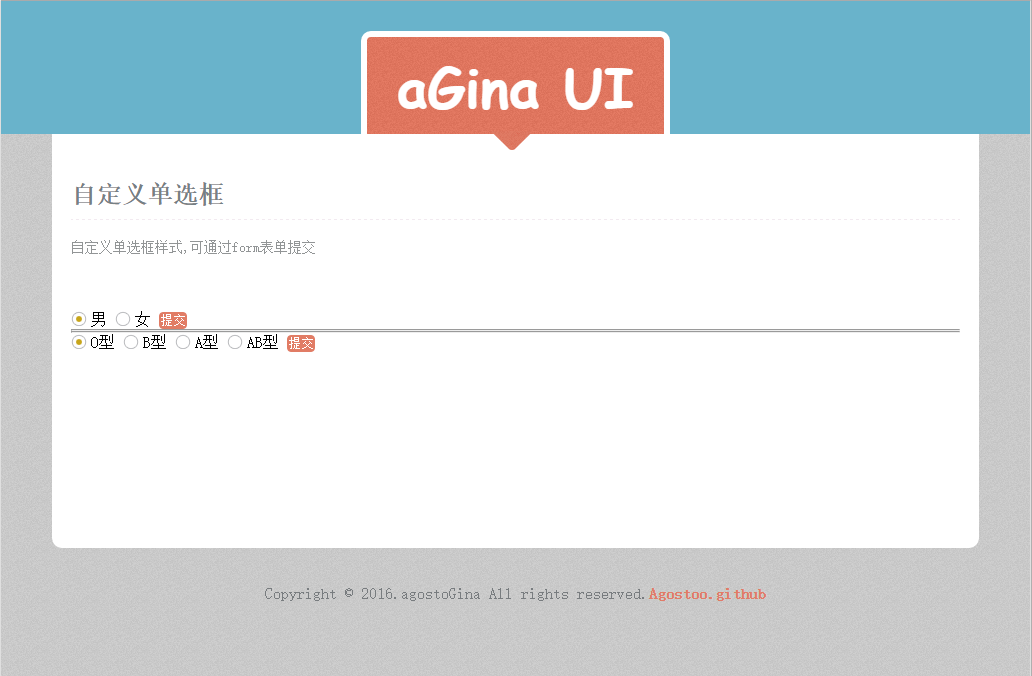 aGina UI
自定义单选框
自定义单选框样式,可通过form表单提交
男 女 提交
O型 B型 A型 AB型 提交
Copyright © 2016.agostoGina All rights reserved.Agostoo.github